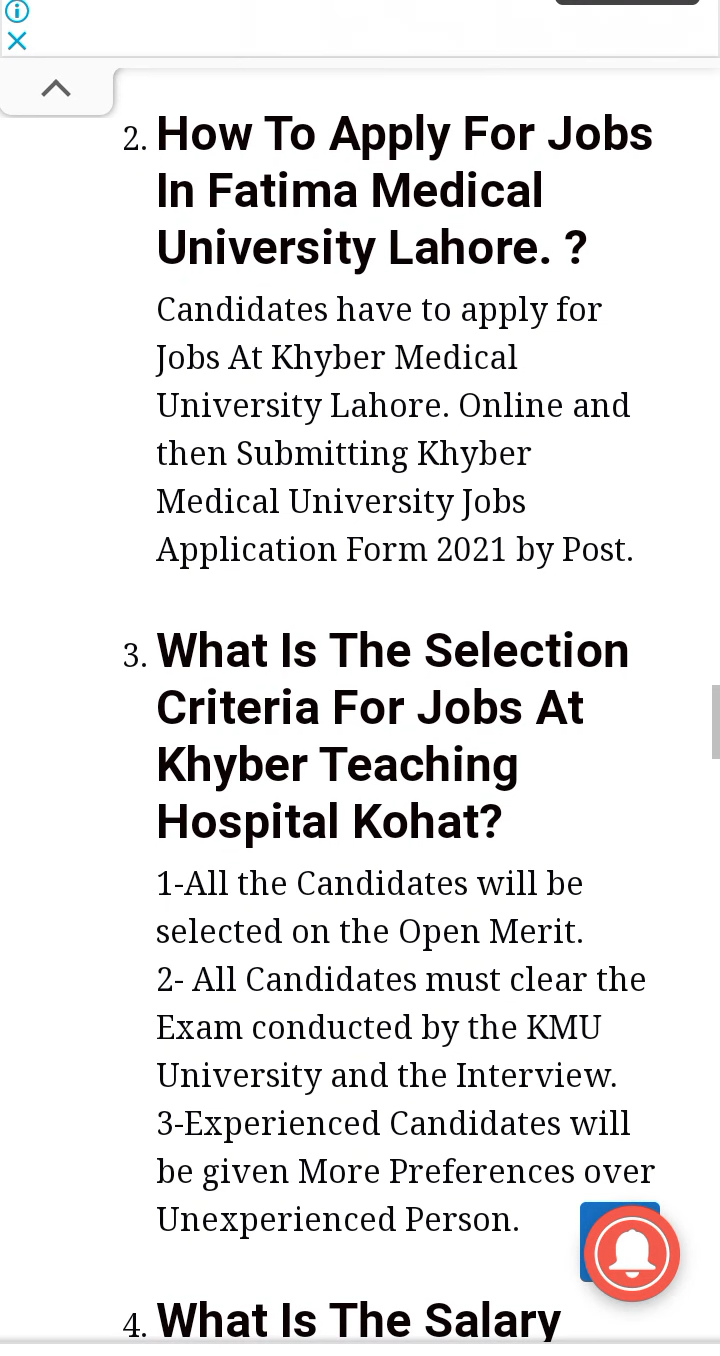 2. How To Apply For Jobs
In Fatima Medical
University Lahore. ?
Candidates have to apply for
Jobs At Khyber Medical
University Lahore. Online and
then Submitting Khyber
Medical University Jobs
Application Form 2021 by Post.
3. What Is The Selection
Criteria For Jobs At
Khyber Teaching
Hospital Kohat?
1-All the Candidates will be
selected on the Open Merit.
2- All Candidates must clear the
Exam conducted by the KMU
University and the Interview.
3-Experienced Candidates will
be given More Preferences over
Unexperienced Person.
4. What Is The Salary